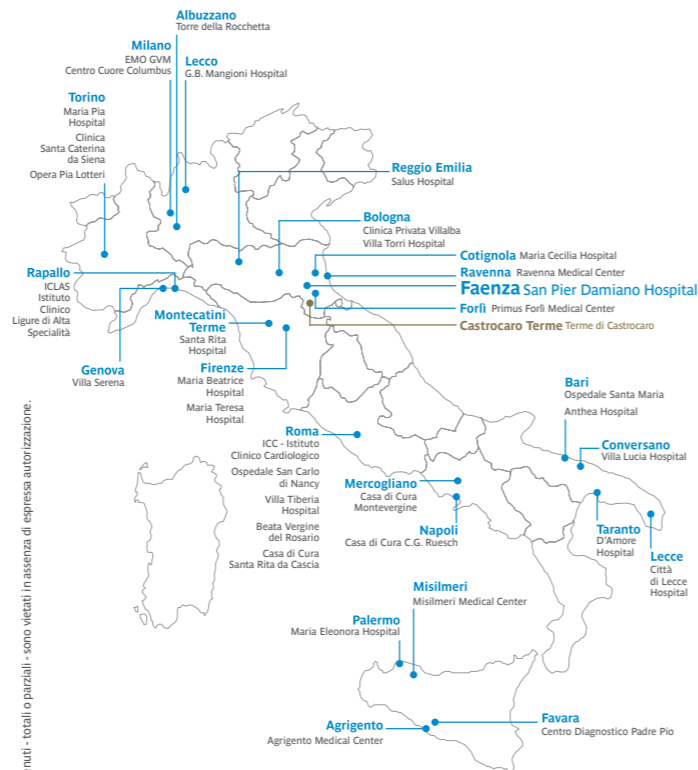 Albuzzano
Torre della Rocchetta
Milano
EMO GVM
Centro Cuore Columbus
Lecco
G.B. Mangioni Hospital
Torino
Maria Pia
Hospital
Clinica
Santa Caterina
da Siena
Opera Pia Lotteri
Reggio Emilia
Salus Hospital
Bologna
Clinica Privata Villalba
Villa Torri Hospital
Cotignola Maria Cecilia Hospital
Ravenna Ravenna Medical Center
Faenza San Pier Damiano Hospital
Forlì Primus Forlì Medical Center
Castrocaro Terme Terme di Castrocaro
Rapallo
ICLAS
Istituto
Clinico
Ligure di Alta
Specialità
Genova
Villa Serena
Montecatini
Terme
Santa Rita
Hospital
Firenze
Maria Beatrice
Hospital
Maria Teresa
Hospital
Roma
ICC - Istituto
Clinico Cardiologico
Ospedale San Carlo
di Nancy
Villa Tiberia
Hospital
Beata Vergine
del Rosario
Casa di Cura
Santa Rita da Cascia
Mercogliano
Casa di Cura
Montevergine
Napoli
Casa di Cura C.G. Ruesch
Bari
Ospedale Santa Maria
Anthea Hospital
Conversano
Villa Lucia Hospital
Taranto
D'Amore
Hospital
Lecce
Città
di Lecce
Hospital
Misilmeri
Misilmeri Medical Center
Palermo
Maria Eleonora Hospital
Agrigento
Agrigento Medical Center
Favara
Centro Diagnostico Padre Pio
nuti - totali o parziali - sono vietati in assenza di espressa autorizzazione.